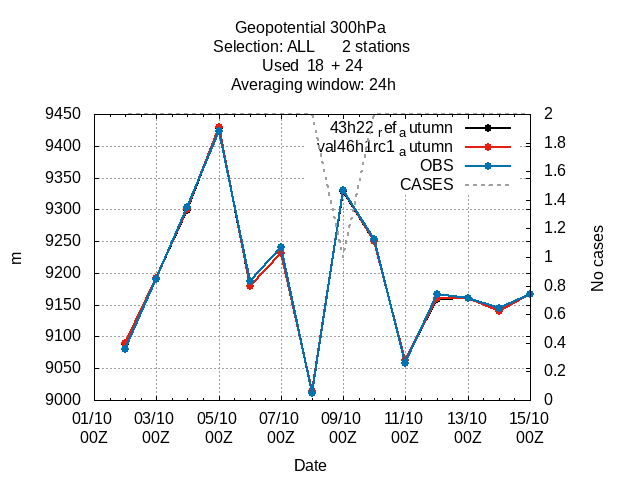 Geopotential 300hPa
Selection: ALL 2 stations
Used 18 + 24
Averaging window: 24h
9450
9400
9350
9300
9250
9200
9150
9100
9050
9000
m
43h22_ref_autumn
val46h1rc1_autumn
OBS
CASES
2
1.8
1.6
1.4
1.2
1
0.8
0.6
0.4
0.2
0
No cases
01/10 03/10 05/10 07/10 09/10 11/10 13/10 15/10
00Z 00Z 00Z 00Z 00Z 00Z 00Z 00Z
Date